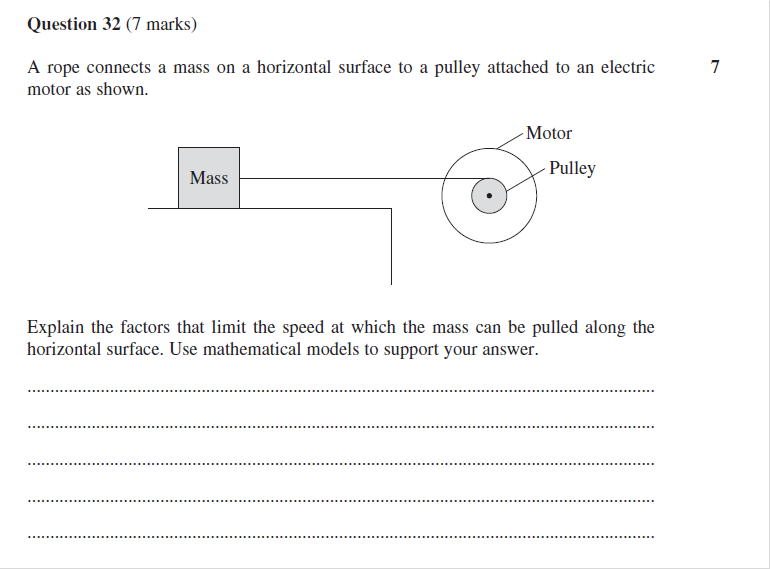 Question 32 (7 marks)
A rope connects a mass on a horizontal surface to a pulley attached to an electric 7
motor as shown.
Motor
Pulley
Mass
Explain the factors that limit the speed at which the mass can be pulled along the
horizontal surface. Use mathematical models to support your answer.